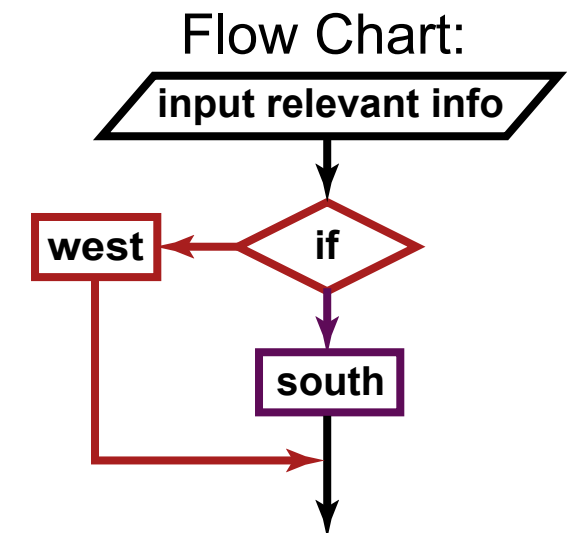 Flow Chart:
input relevant info
west
if
south